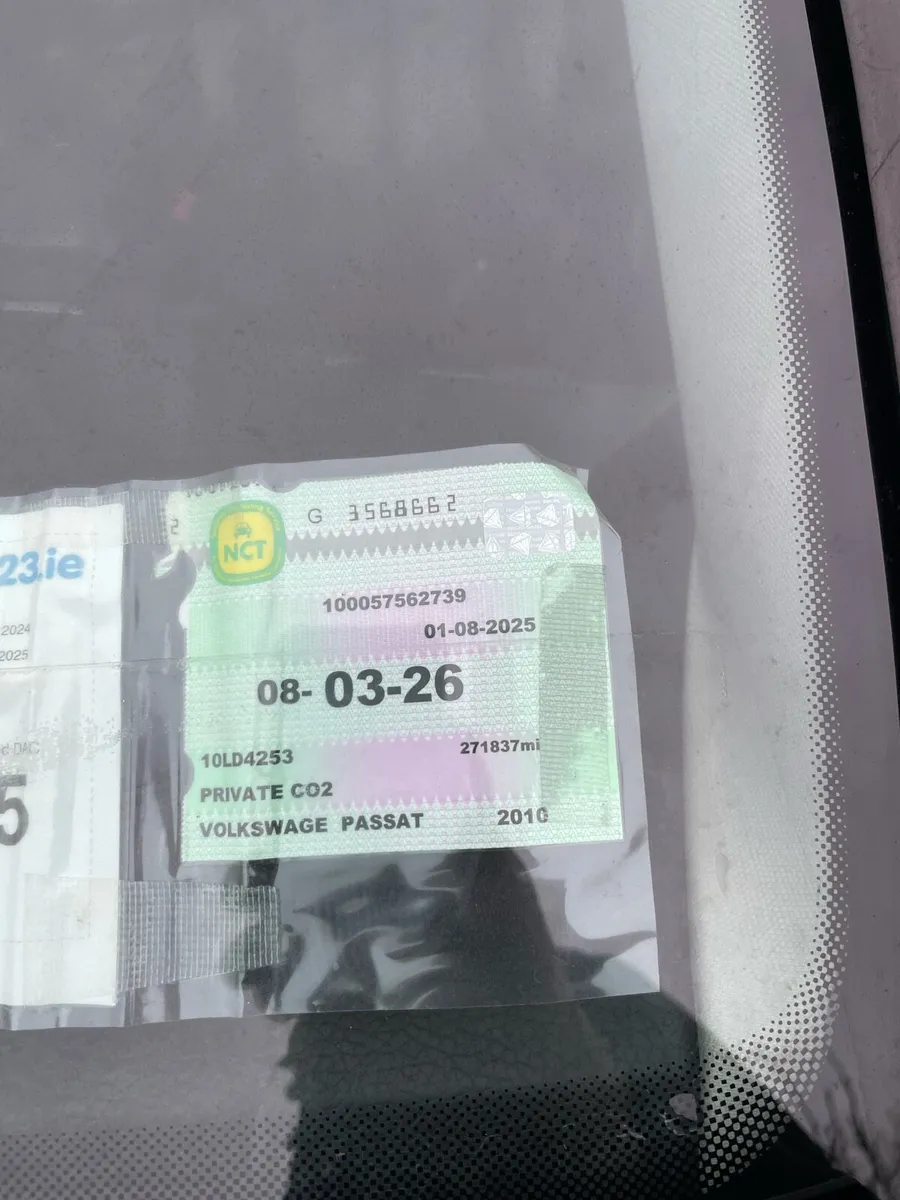 23.ie
2024
2025
5
NCT
G 3568662
100057562739
01-08-2025
08-03-26
10LD4253
271837mi
PRIVATE CO2
VOLKSWAGE PASSAT 2010